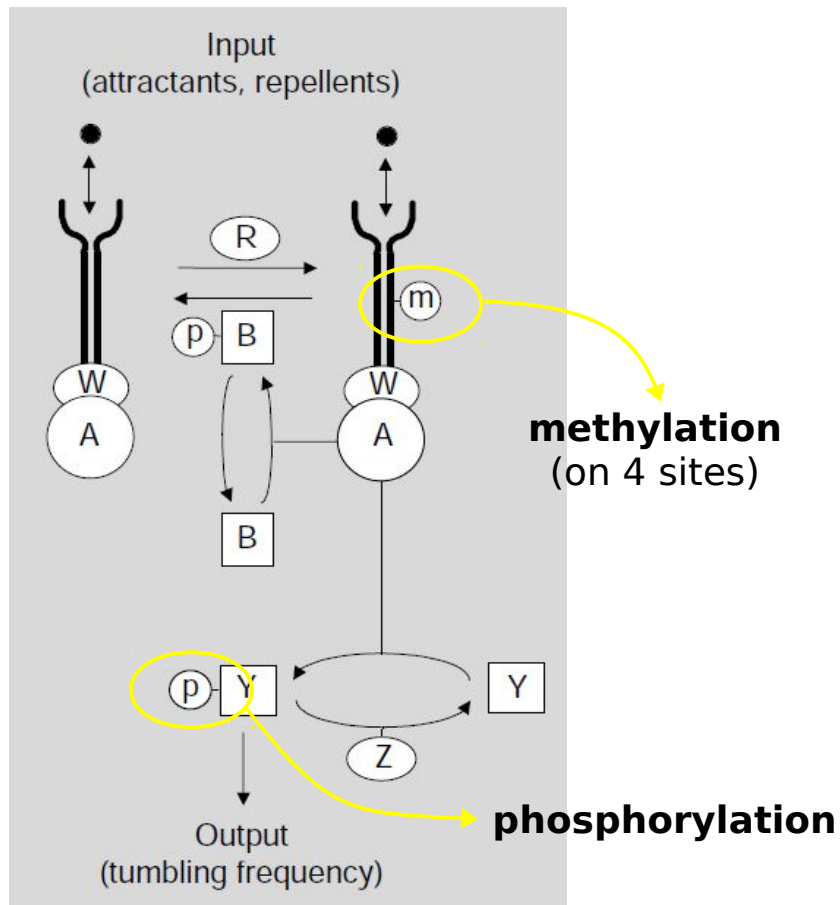 Input
(attractants, repellents)
R
m
p B
W
A
W
A
methylation
(on 4 sites)
B
p Y
Y
Z
phosphorylation
Output
(tumbling frequency)